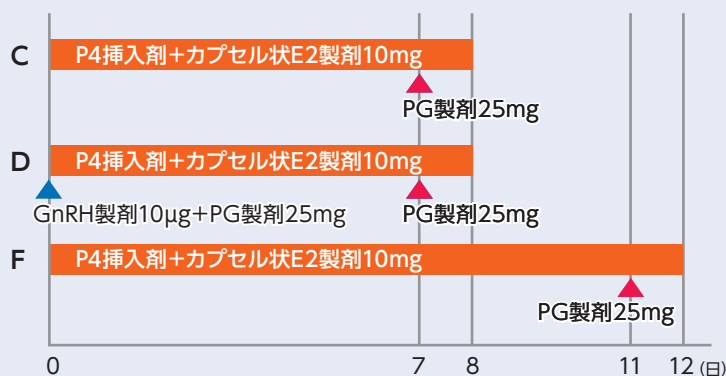 C
P4挿入剤+カプセル状E2製剤10mg
PG製剤25mg
D
P4挿入剤+カプセル状E2製剤10mg
GnRH製剤10μg+PG製剤25mg
PG製剤25mg
F
P4挿入剤+カプセル状E2製剤10mg
PG製剤25mg
0 7 8 11 12 (日)